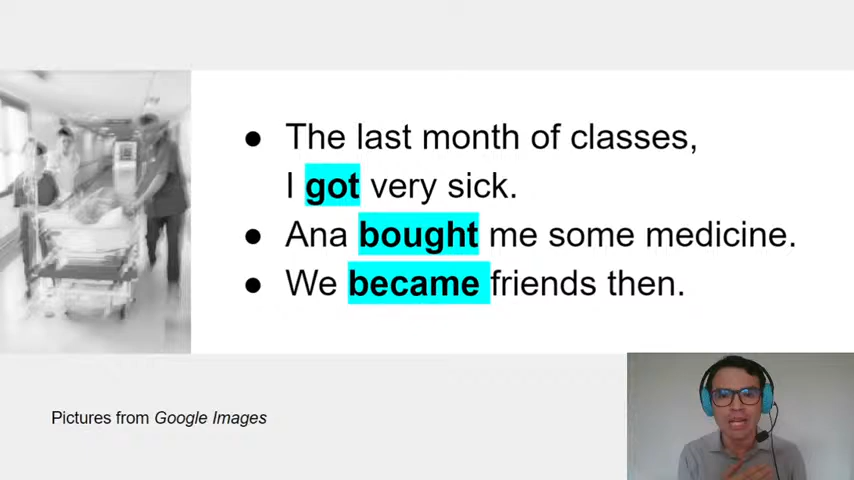 ● The last month of classes,
I got very sick.
● Ana bought me some medicine.
● We became friends then.
Pictures from Google Images